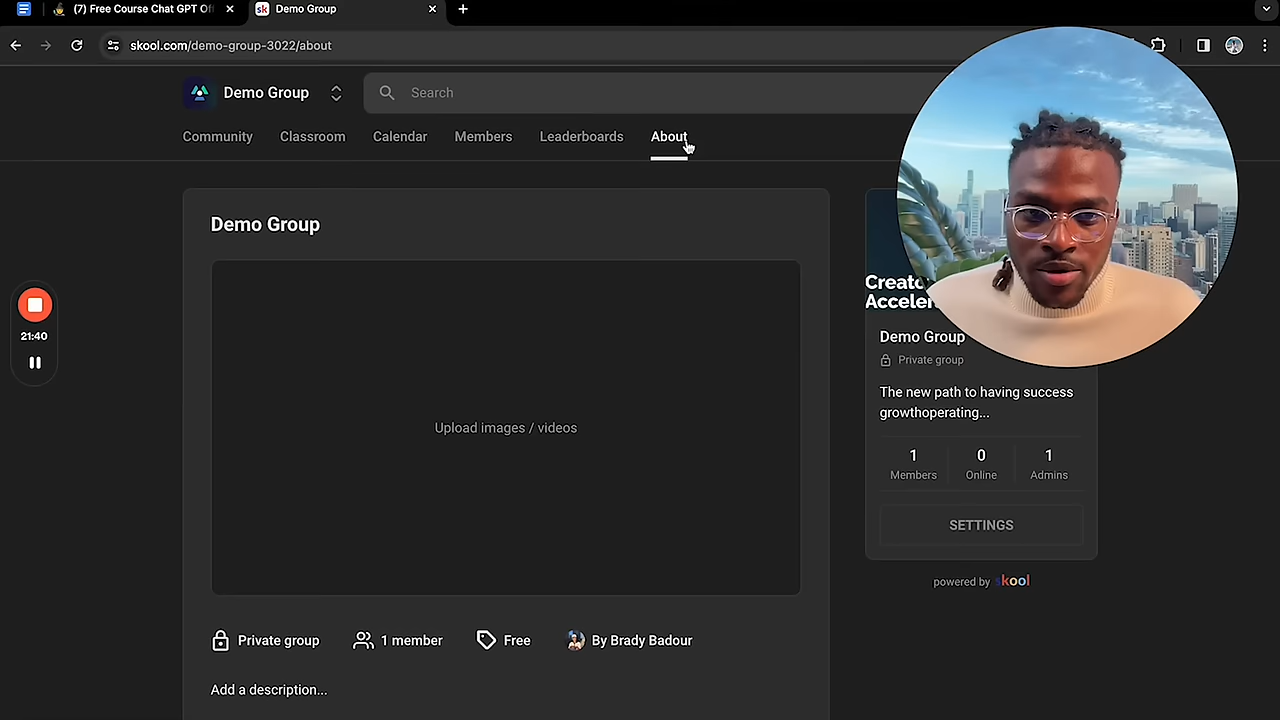 (7) Free Course Chat GPT Of
Demo Group
skool.com/demo-group-3022/about
Demo Group
Search
Community
Classroom
Calendar
Members
Leaderboards
About
Demo Group
Upload images / videos
Private group
1 member
Free
By Brady Badour
Add a description...
21:40
Creato
Acceler
Demo Group
Private group
The new path to having success
growthoperating...
1
Members
0
Online
1
Admins
SETTINGS
powered by skool